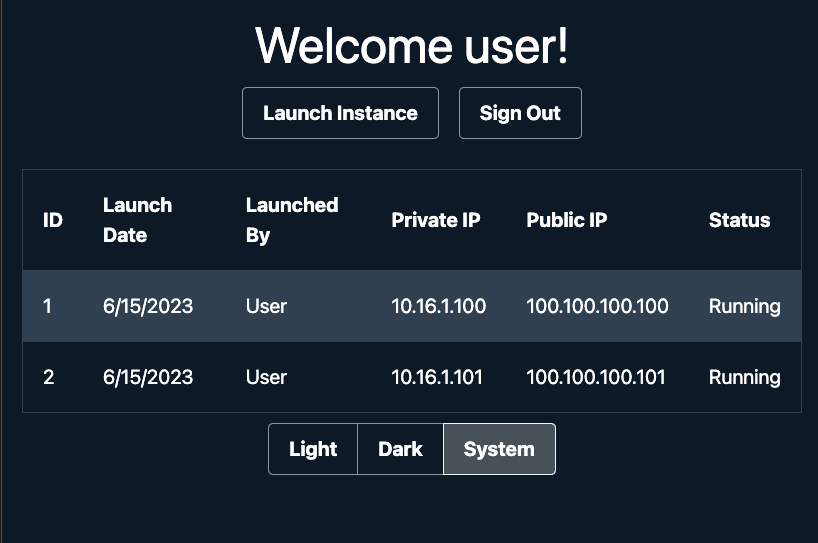 Welcome user!
Launch Instance Sign Out
ID Launch Date Launched By Private IP Public IP Status
1 6/15/2023 User 10.16.1.100 100.100.100.100 Running
2 6/15/2023 User 10.16.1.101 100.100.100.101 Running
Light Dark System